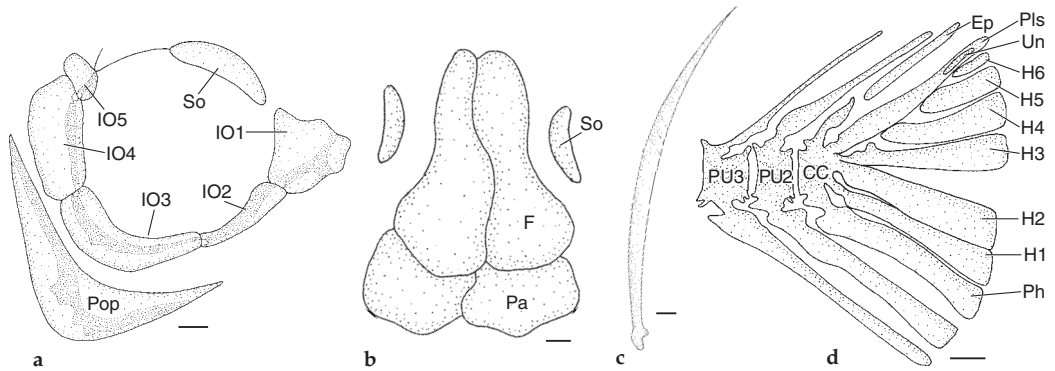 So
IO5
IO4
IO1
IO3
IO2
Pop
a
So
F
Pa
b
c
Ep
Pls
Un
H6
H5
H4
H3
PU3
PU2
CC
H2
H1
Ph
d